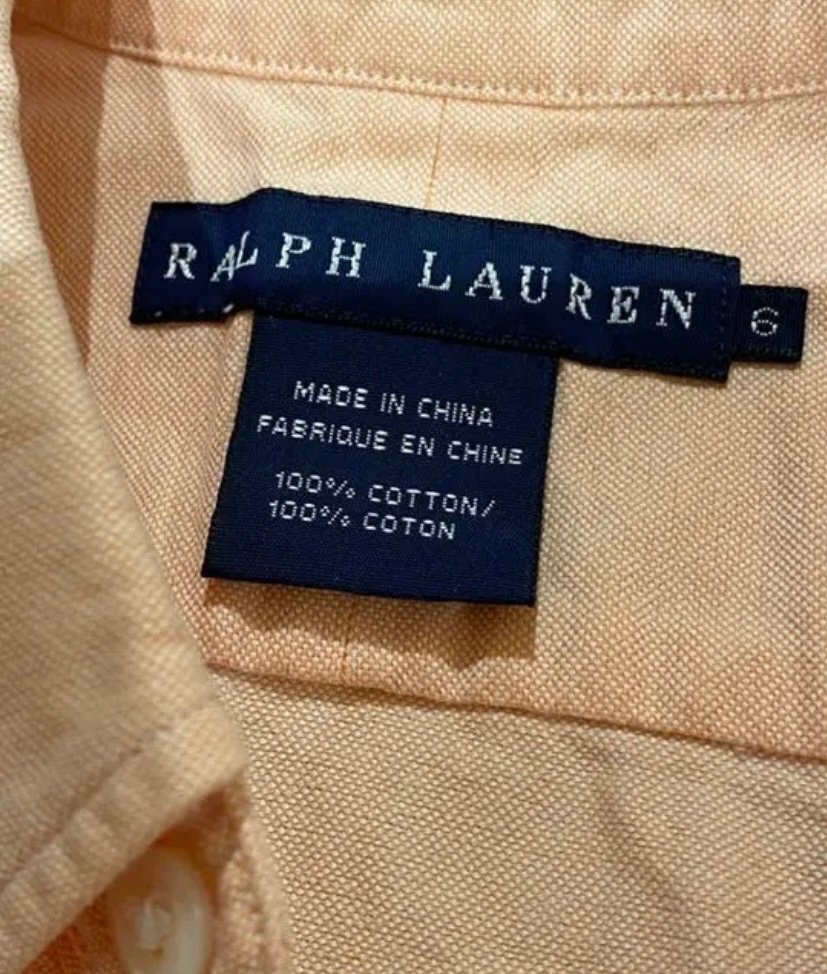 RALPH LAUREN
6
MADE IN CHINA
FABRIQUE EN CHINE
100% COTTON/
100% COTON